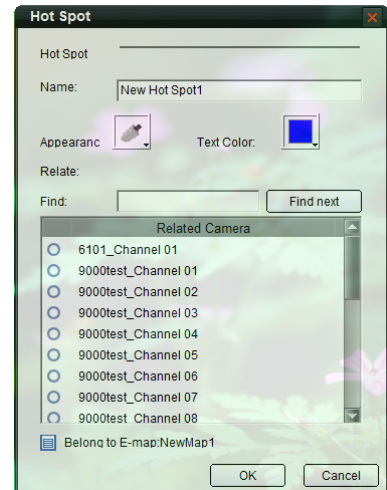 Hot Spot
Hot Spot
Name: New Hot Spot1
Appearanc Text Color:
Relate:
Find: Find next
Related Camera
6101_Channel 01
9000test_Channel 01
9000test_Channel 02
9000test_Channel 03
9000test_Channel 04
9000test_Channel 05
9000test_Channel 06
9000test_Channel 07
9000test_Channel 08
Belong to E-map:NewMap1
OK Cancel